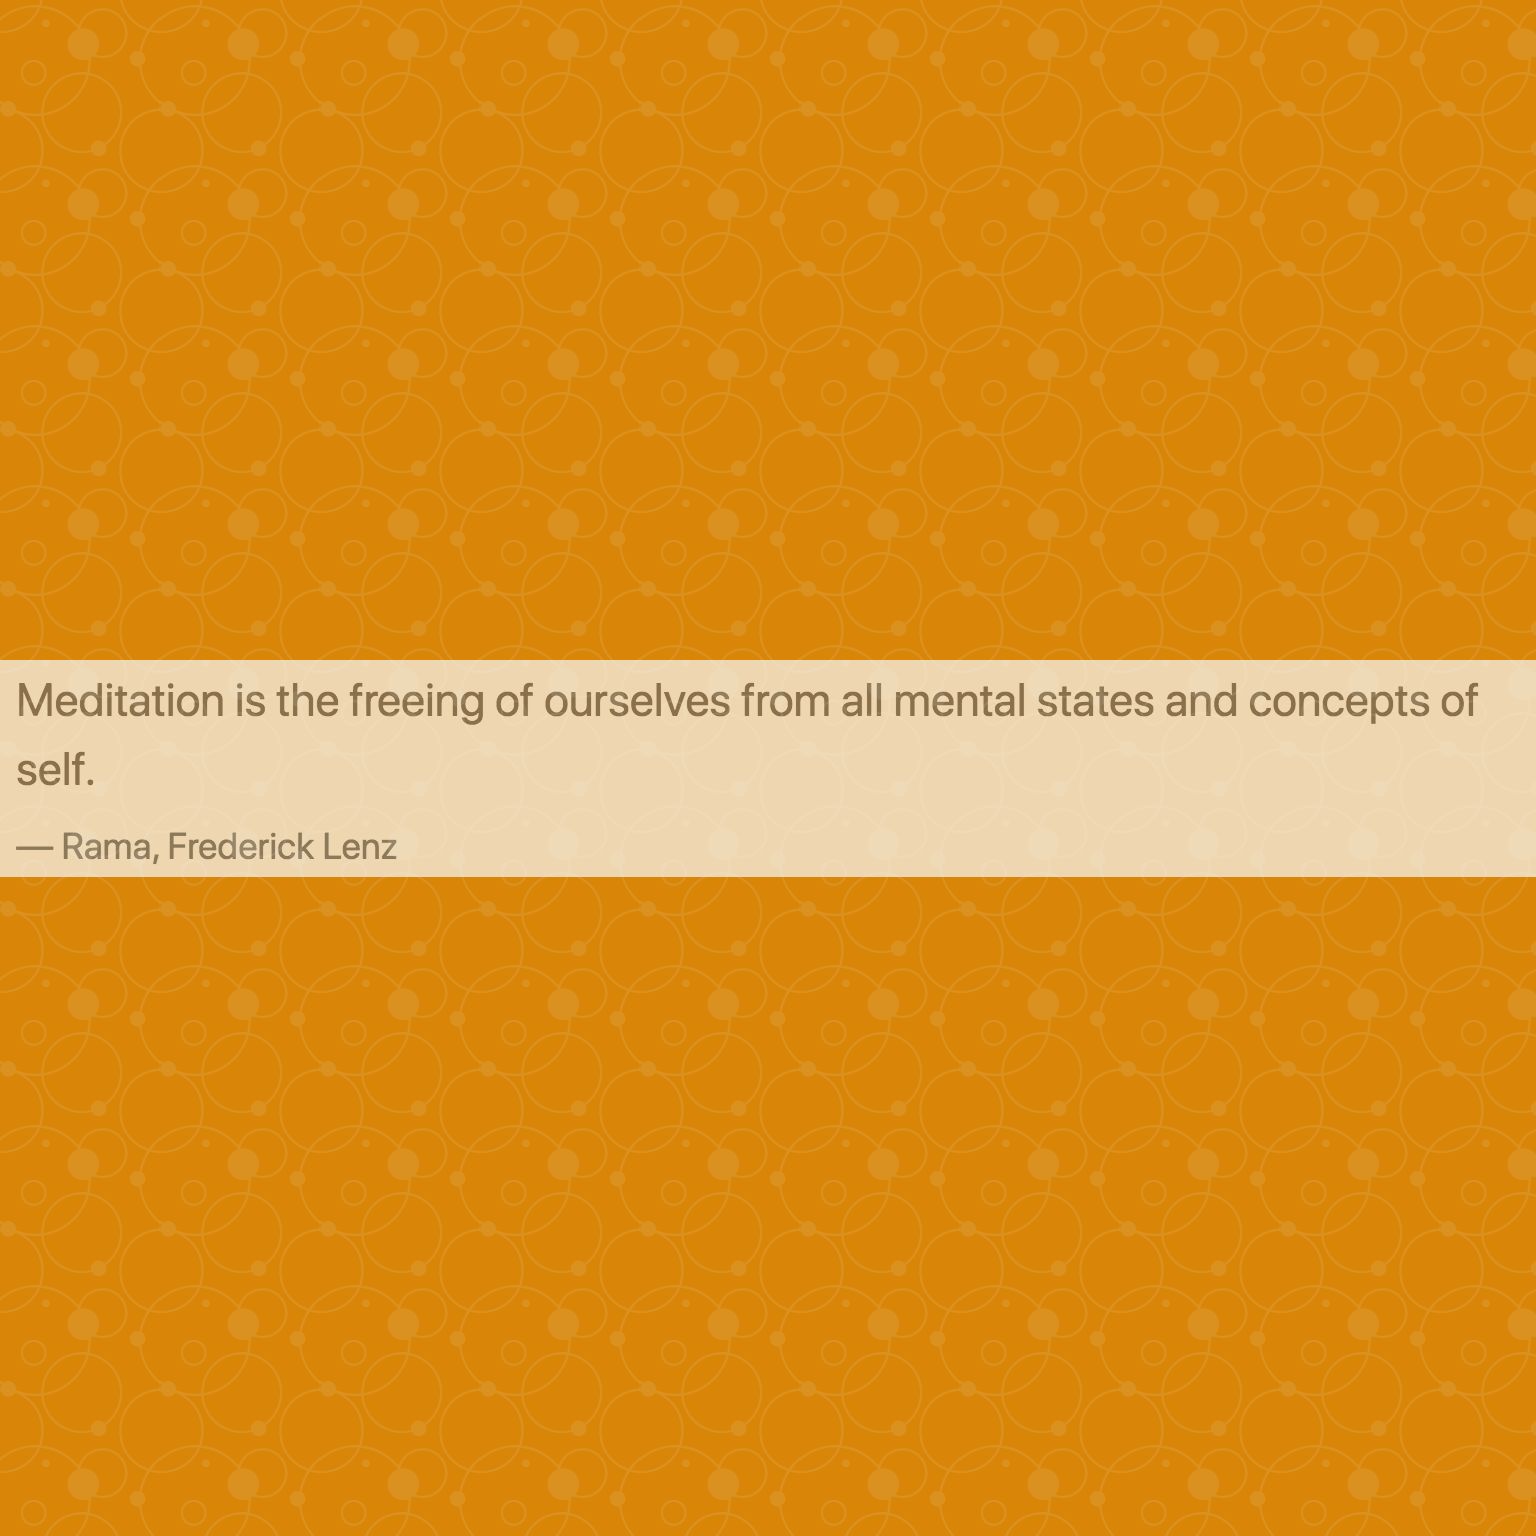 Meditation is the freeing of ourselves from all mental states and concepts of
self.
— Rama, Frederick Lenz